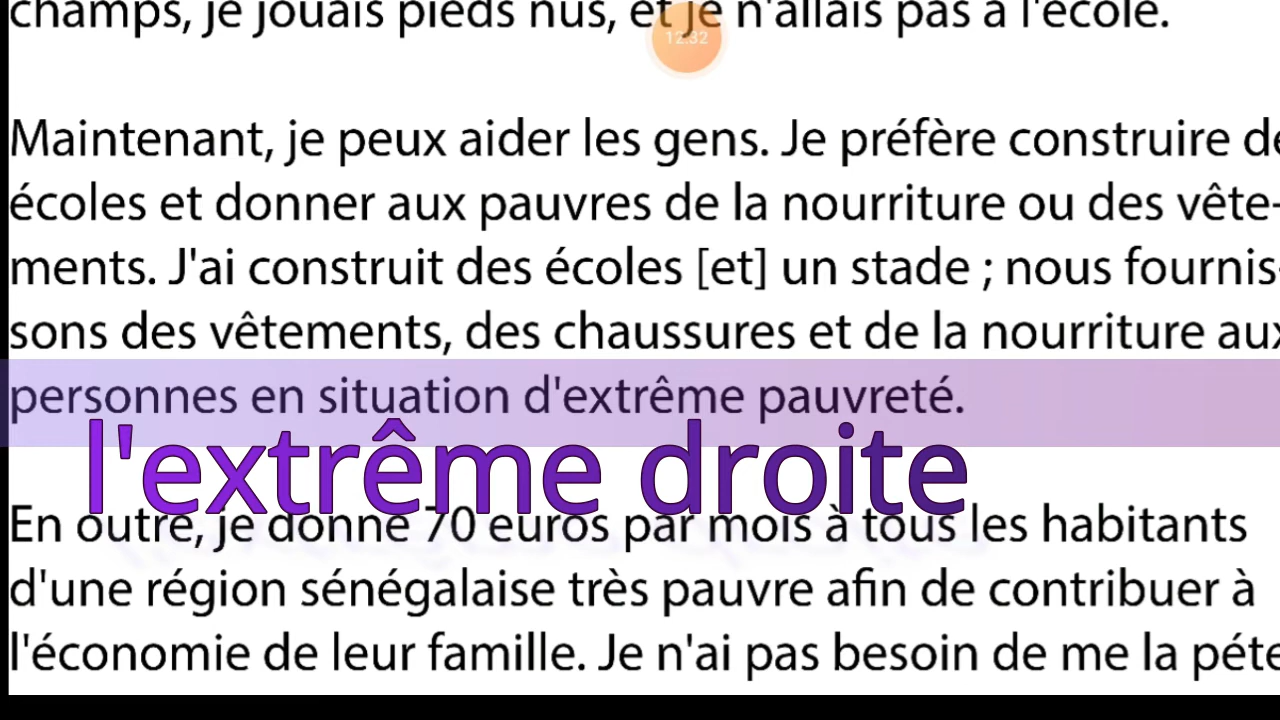 champs, je jouais pieds nus, et je n'allais pas à l'école.
12:32
Maintenant, je peux aider les gens. Je préfère construire de
écoles et donner aux pauvres de la nourriture ou des vête-
ments. J'ai construit des écoles [et] un stade ; nous fournis-
sons des vêtements, des chaussures et de la nourriture aux
personnes en situation d'extrême pauvreté.
l'extrême droite
En outre, je donne 70 euros par mois à tous les habitants
d'une région sénégalaise très pauvre afin de contribuer à
l'économie de leur famille. Je n'ai pas besoin de me la péte